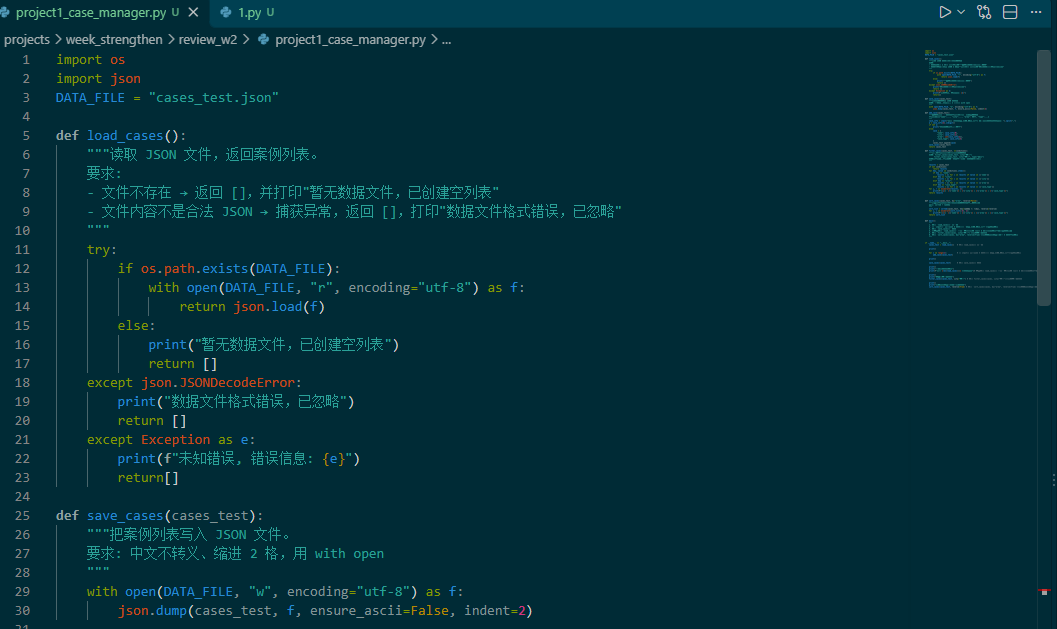 project1_case_manager.py U
1.py U
projects > week_strengthen > review_w2 > project1_case_manager.py > ...
1 import os
2 import json
3 DATA_FILE = "cases_test.json"
4
5 def load_cases():
6 """读取 JSON 文件，返回案例列表。
7 要求:
8 - 文件不存在 → 返回 []，并打印"暂无数据文件，已创建空列表"
9 - 文件内容不是合法 JSON → 捕获异常，返回 []，打印"数据文件格式错误，已忽略"
10 """
11 try:
12 if os.path.exists(DATA_FILE):
13 with open(DATA_FILE, "r", encoding="utf-8") as f:
14 return json.load(f)
15 else:
16 print("暂无数据文件，已创建空列表")
17 return []
18 except json.JSONDecodeError:
19 print("数据文件格式错误，已忽略")
20 return []
21 except Exception as e:
22 print(f"未知错误, 错误信息: {e}")
23 return[]
24
25 def save_cases(cases_test):
26 """把案例列表写入 JSON 文件。
27 要求: 中文不转义、缩进 2 格，用 with open
28 """
29 with open(DATA_FILE, "w", encoding="utf-8") as f:
30 json.dump(cases_test, f, ensure_ascii=False, indent=2)
31